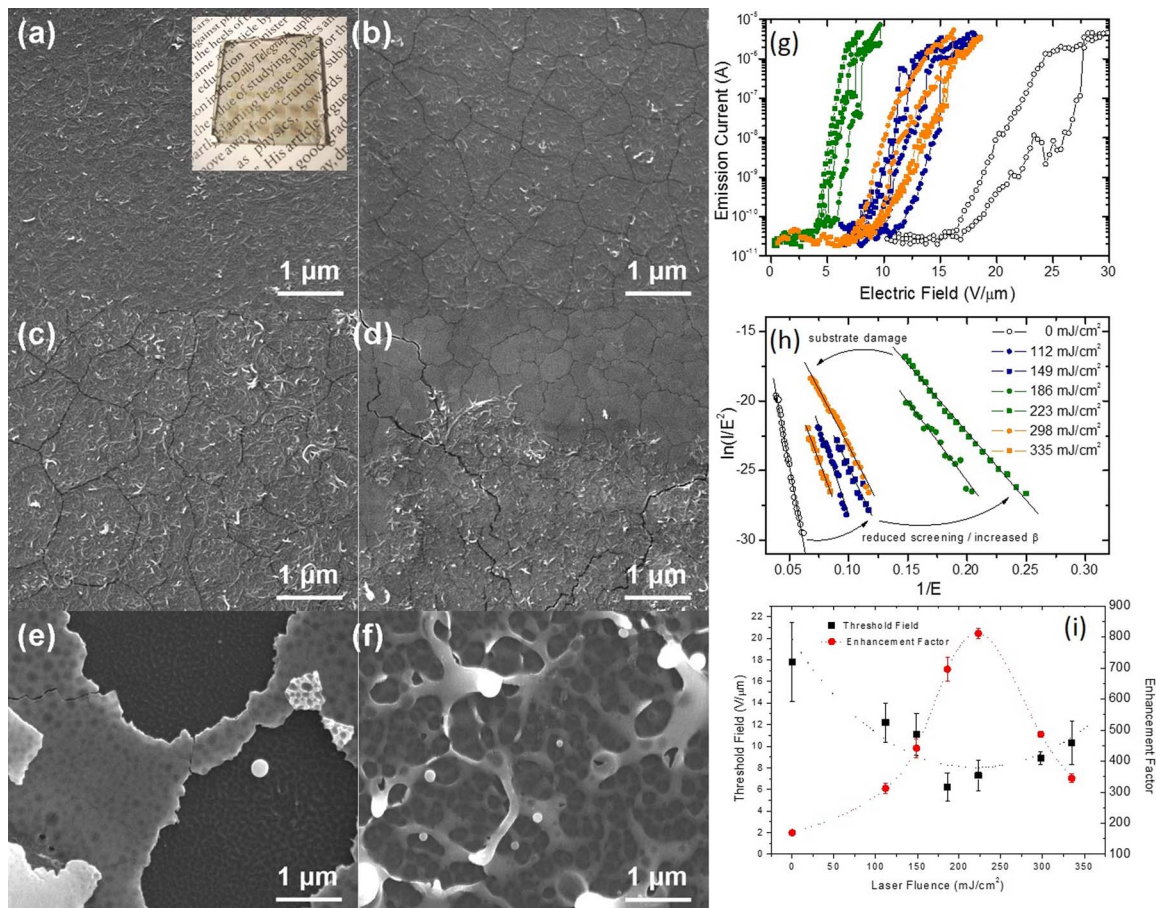 (a)
1 μm
(b)
1 μm
(c)
1 μm
(d)
1 μm
(e)
1 μm
(f)
1 μm
(g)
10⁻⁵
10⁻⁶
10⁻⁷
10⁻⁸
10⁻⁹
10⁻¹⁰
10⁻¹¹
Emission Current (A)
0 5 10 15 20 25 30
Electric Field (V/μm)
(h)
substrate damage
0 mJ/cm²
112 mJ/cm²
149 mJ/cm²
186 mJ/cm²
223 mJ/cm²
298 mJ/cm²
335 mJ/cm²
reduced screening / increased β
-15
-20
-25
-30
ln(I/E²)
0.05 0.10 0.15 0.20 0.25 0.30
1/E
(i)
Threshold Field
Enhancement Factor
22
20
18
16
14
12
10
8
6
4
2
0
Threshold Field (V/μm)
900
800
700
600
500
400
300
200
100
Enhancement Factor
0 50 100 150 200 250 300 350
Laser Fluence (mJ/cm²)